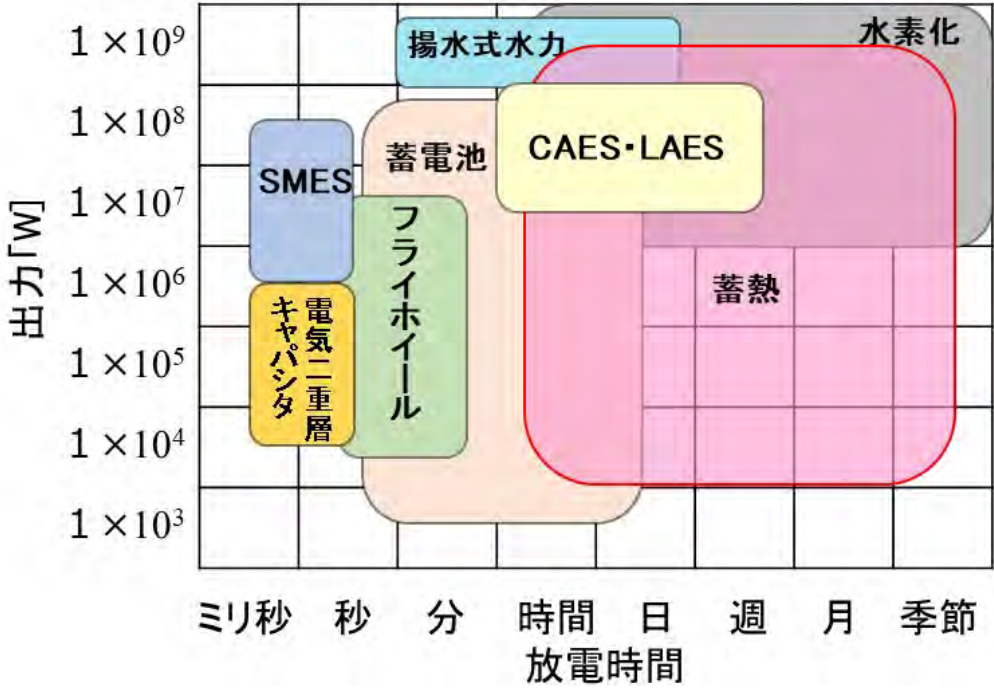 1×10⁹
1×10⁸
1×10⁷
1×10⁶
1×10⁵
1×10⁴
1×10³
出力「W]
揚水式水力
水素化
蓄電池
CAES・LAES
SMES
フライホイール
蓄熱
電気二重層
キャパシタ
ミリ秒 秒 分 時間 日 週 月 季節
放電時間